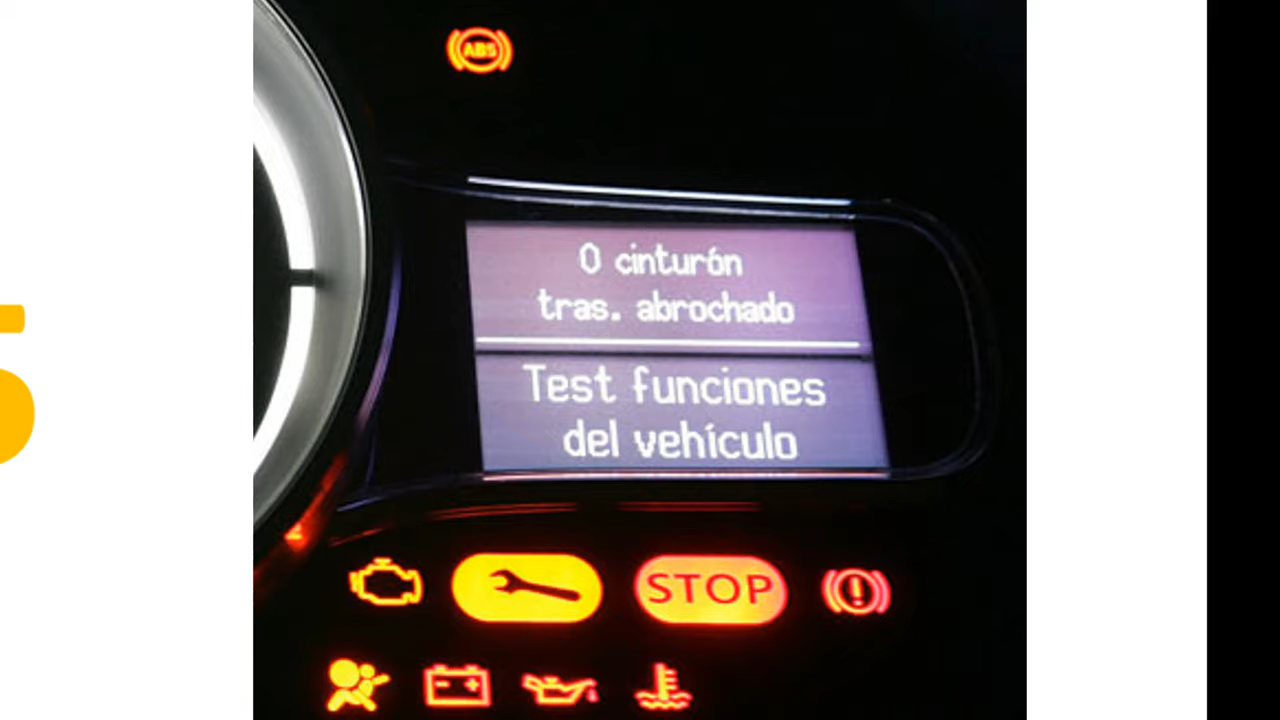 ABS
0 cinturón
tras. abrochado
Test funciones
del vehículo
STOP